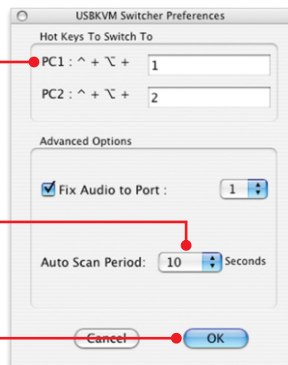 USBKVM Switcher Preferences
Hot Keys To Switch To
PC1 : ^ + ⌥ + 1
PC2 : ^ + ⌥ + 2
Advanced Options
Fix Audio to Port : 1
Auto Scan Period: 10 Seconds
Cancel OK